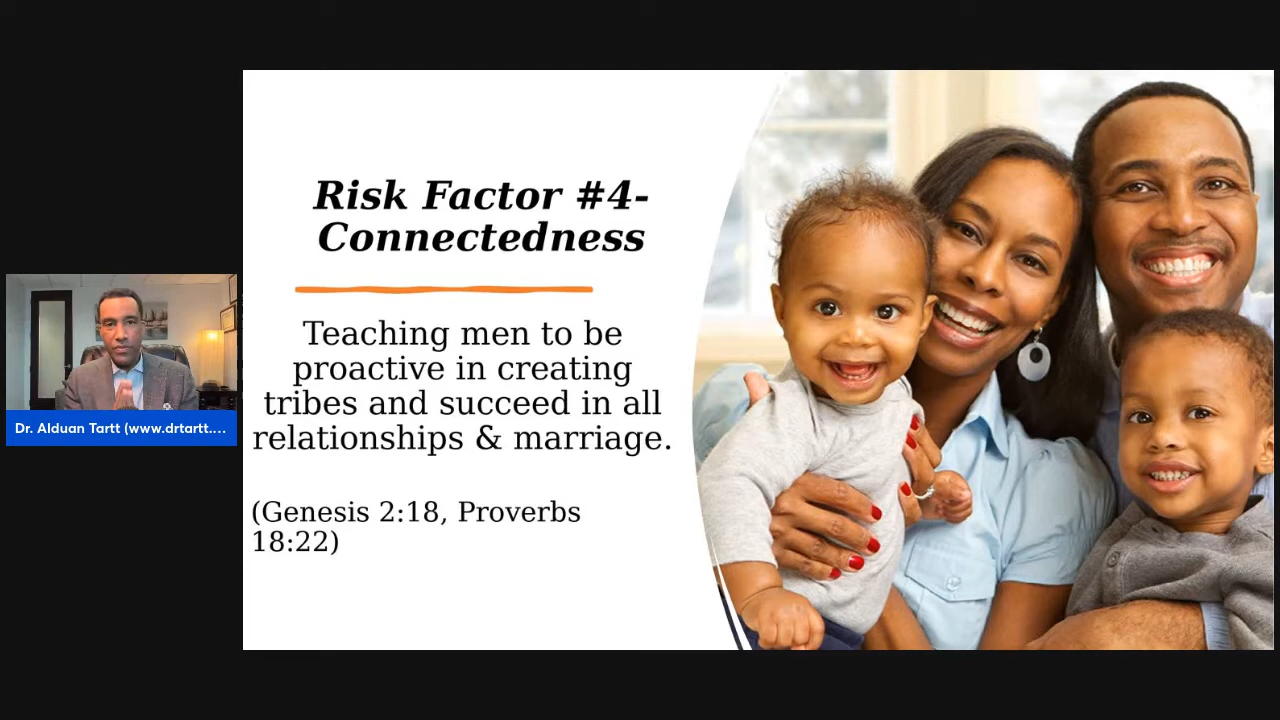 Risk Factor #4-
Connectedness
Teaching men to be
proactive in creating
tribes and succeed in all
relationships & marriage.
(Genesis 2:18, Proverbs
18:22)
Dr. Alduan Tartt (www.drtartt....